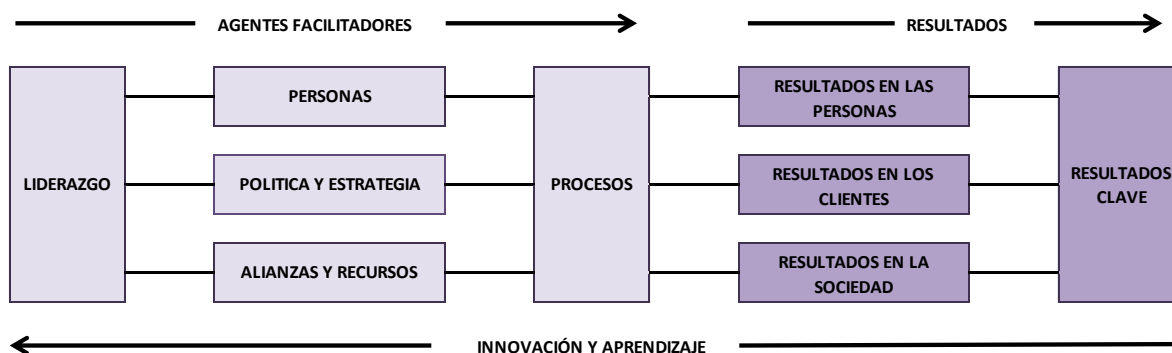 AGENTES FACILITADORES
RESULTADOS
LIDERAZGO
PERSONAS
POLITICA Y ESTRATEGIA
ALIANZAS Y RECURSOS
PROCESOS
RESULTADOS EN LAS
PERSONAS
RESULTADOS EN LOS
CLIENTES
RESULTADOS EN LA
SOCIEDAD
RESULTADOS
CLAVE
INNOVACIÓN Y APRENDIZAJE